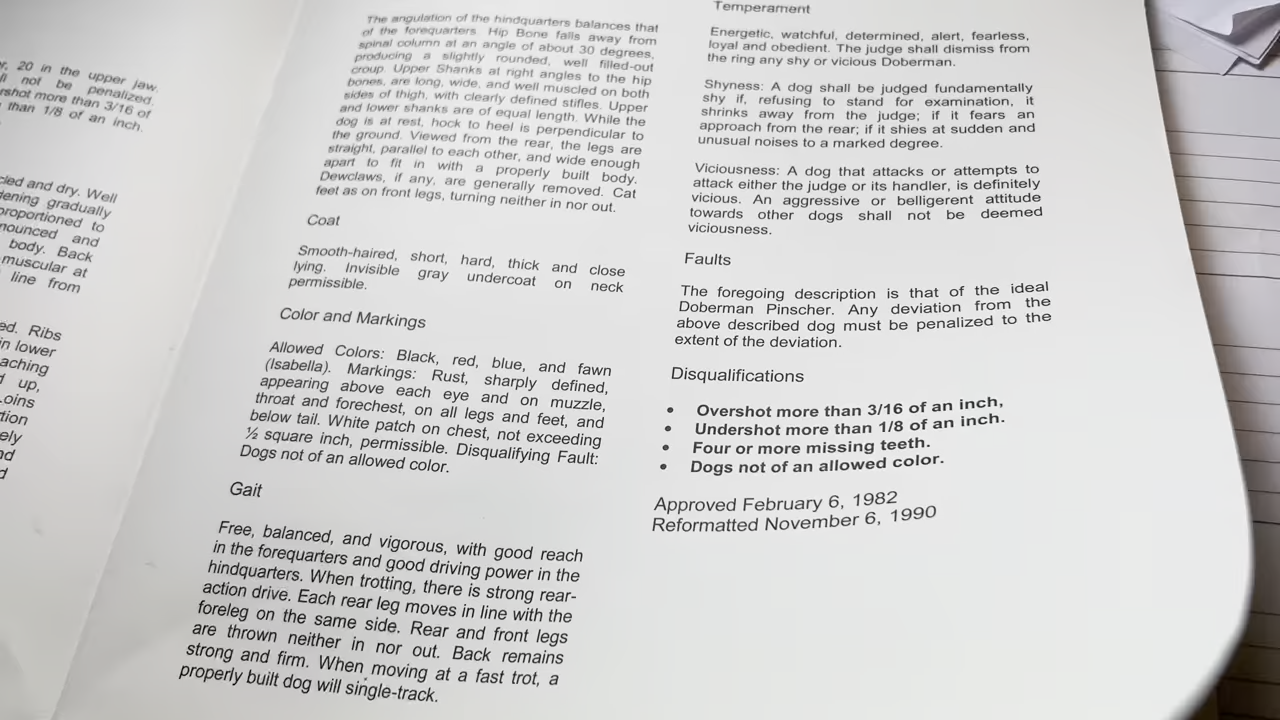 r, 20 in the upper jaw.
ll not be penalized.
rshot more than 3/16 of
than 1/8 of an inch.
cled and dry. Well
dening gradually
proportioned to
nounced and
body. Back
muscular at
line from
ed. Ribs
in lower
aching
d up,
Loins
tion
ely
nd
d
The angulation of the hindquarters balances that
of the forequarters. Hip Bone falls away from
spinal column at an angle of about 30 degrees,
producing a slightly rounded, well filled-out
croup. Upper Shanks at right angles to the hip
bones, are long, wide, and well muscled on both
sides of thigh, with clearly defined stifles. Upper
and lower shanks are of equal length. While the
dog is at rest, hock to heel is perpendicular to
the ground. Viewed from the rear, the legs are
straight, parallel to each other, and wide enough
apart to fit in with a properly built body.
Dewclaws, if any, are generally removed. Cat
feet as on front legs, turning neither in nor out.
Coat
Smooth-haired, short, hard, thick and close
lying. Invisible gray undercoat on neck
permissible.
Color and Markings
Allowed Colors: Black, red, blue, and fawn
(Isabella). Markings: Rust, sharply defined,
appearing above each eye and on muzzle,
throat and forechest, on all legs and feet, and
below tail. White patch on chest, not exceeding
½ square inch, permissible. Disqualifying Fault:
Dogs not of an allowed color.
Gait
Free, balanced, and vigorous, with good reach
in the forequarters and good driving power in the
hindquarters. When trotting, there is strong rear-
action drive. Each rear leg moves in line with the
foreleg on the same side. Rear and front legs
are thrown neither in nor out. Back remains
strong and firm. When moving at a fast trot, a
properly built dog will single-track.
Temperament
Energetic, watchful, determined, alert, fearless,
loyal and obedient. The judge shall dismiss from
the ring any shy or vicious Doberman.
Shyness: A dog shall be judged fundamentally
shy if, refusing to stand for examination, it
shrinks away from the judge; if it fears an
approach from the rear; if it shies at sudden and
unusual noises to a marked degree.
Viciousness: A dog that attacks or attempts to
attack either the judge or its handler, is definitely
vicious. An aggressive or belligerent attitude
towards other dogs shall not be deemed
viciousness.
Faults
The foregoing description is that of the ideal
Doberman Pinscher. Any deviation from the
above described dog must be penalized to the
extent of the deviation.
Disqualifications
• Overshot more than 3/16 of an inch,
• Undershot more than 1/8 of an inch.
• Four or more missing teeth.
• Dogs not of an allowed color.
Approved February 6, 1982
Reformatted November 6, 1990